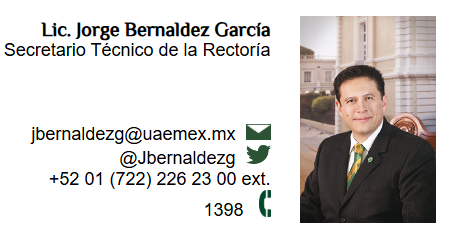 Lic. Jorge Bernaldez García
Secretario Técnico de la Rectoría
jbernaldezg@uaemex.mx
@Jbernaldezg
+52 01 (722) 226 23 00 ext.
1398